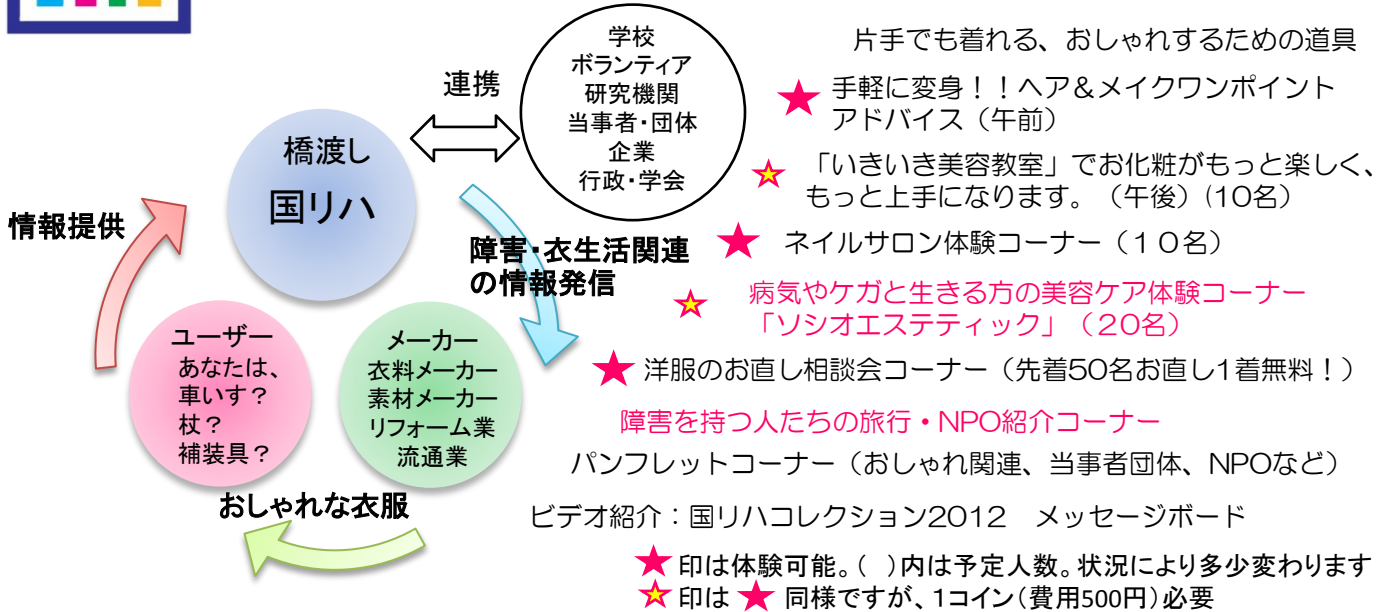 学校
ボランティア
研究機関
当事者・団体
企業
行政・学会
連携
橋渡し
国リハ
情報提供
障害・衣生活関連
の情報発信
ユーザー
あなたは、
車いす？
杖？
補装具？
メーカー
衣料メーカー
素材メーカー
リフォーム業
流通業
おしゃれな衣服
片手でも着れる、おしゃれするための道具
★ 手軽に変身！！ヘア＆メイクワンポイント
アドバイス（午前）
☆ 「いきいき美容教室」でお化粧がもっと楽しく、
もっと上手になります。（午後）(10名）
★ ネイルサロン体験コーナー（１０名）
☆ 病気やケガと生きる方の美容ケア体験コーナー
「ソシオエステティック」（20名）
★ 洋服のお直し相談会コーナー（先着50名お直し1着無料！）
障害を持つ人たちの旅行・NPO紹介コーナー
パンフレットコーナー（おしゃれ関連、当事者団体、NPOなど）
ビデオ紹介：国リハコレクション2012　メッセージボード
★ 印は体験可能。（　）内は予定人数。状況により多少変わります
☆ 印は ★ 同様ですが、1コイン（費用500円）必要